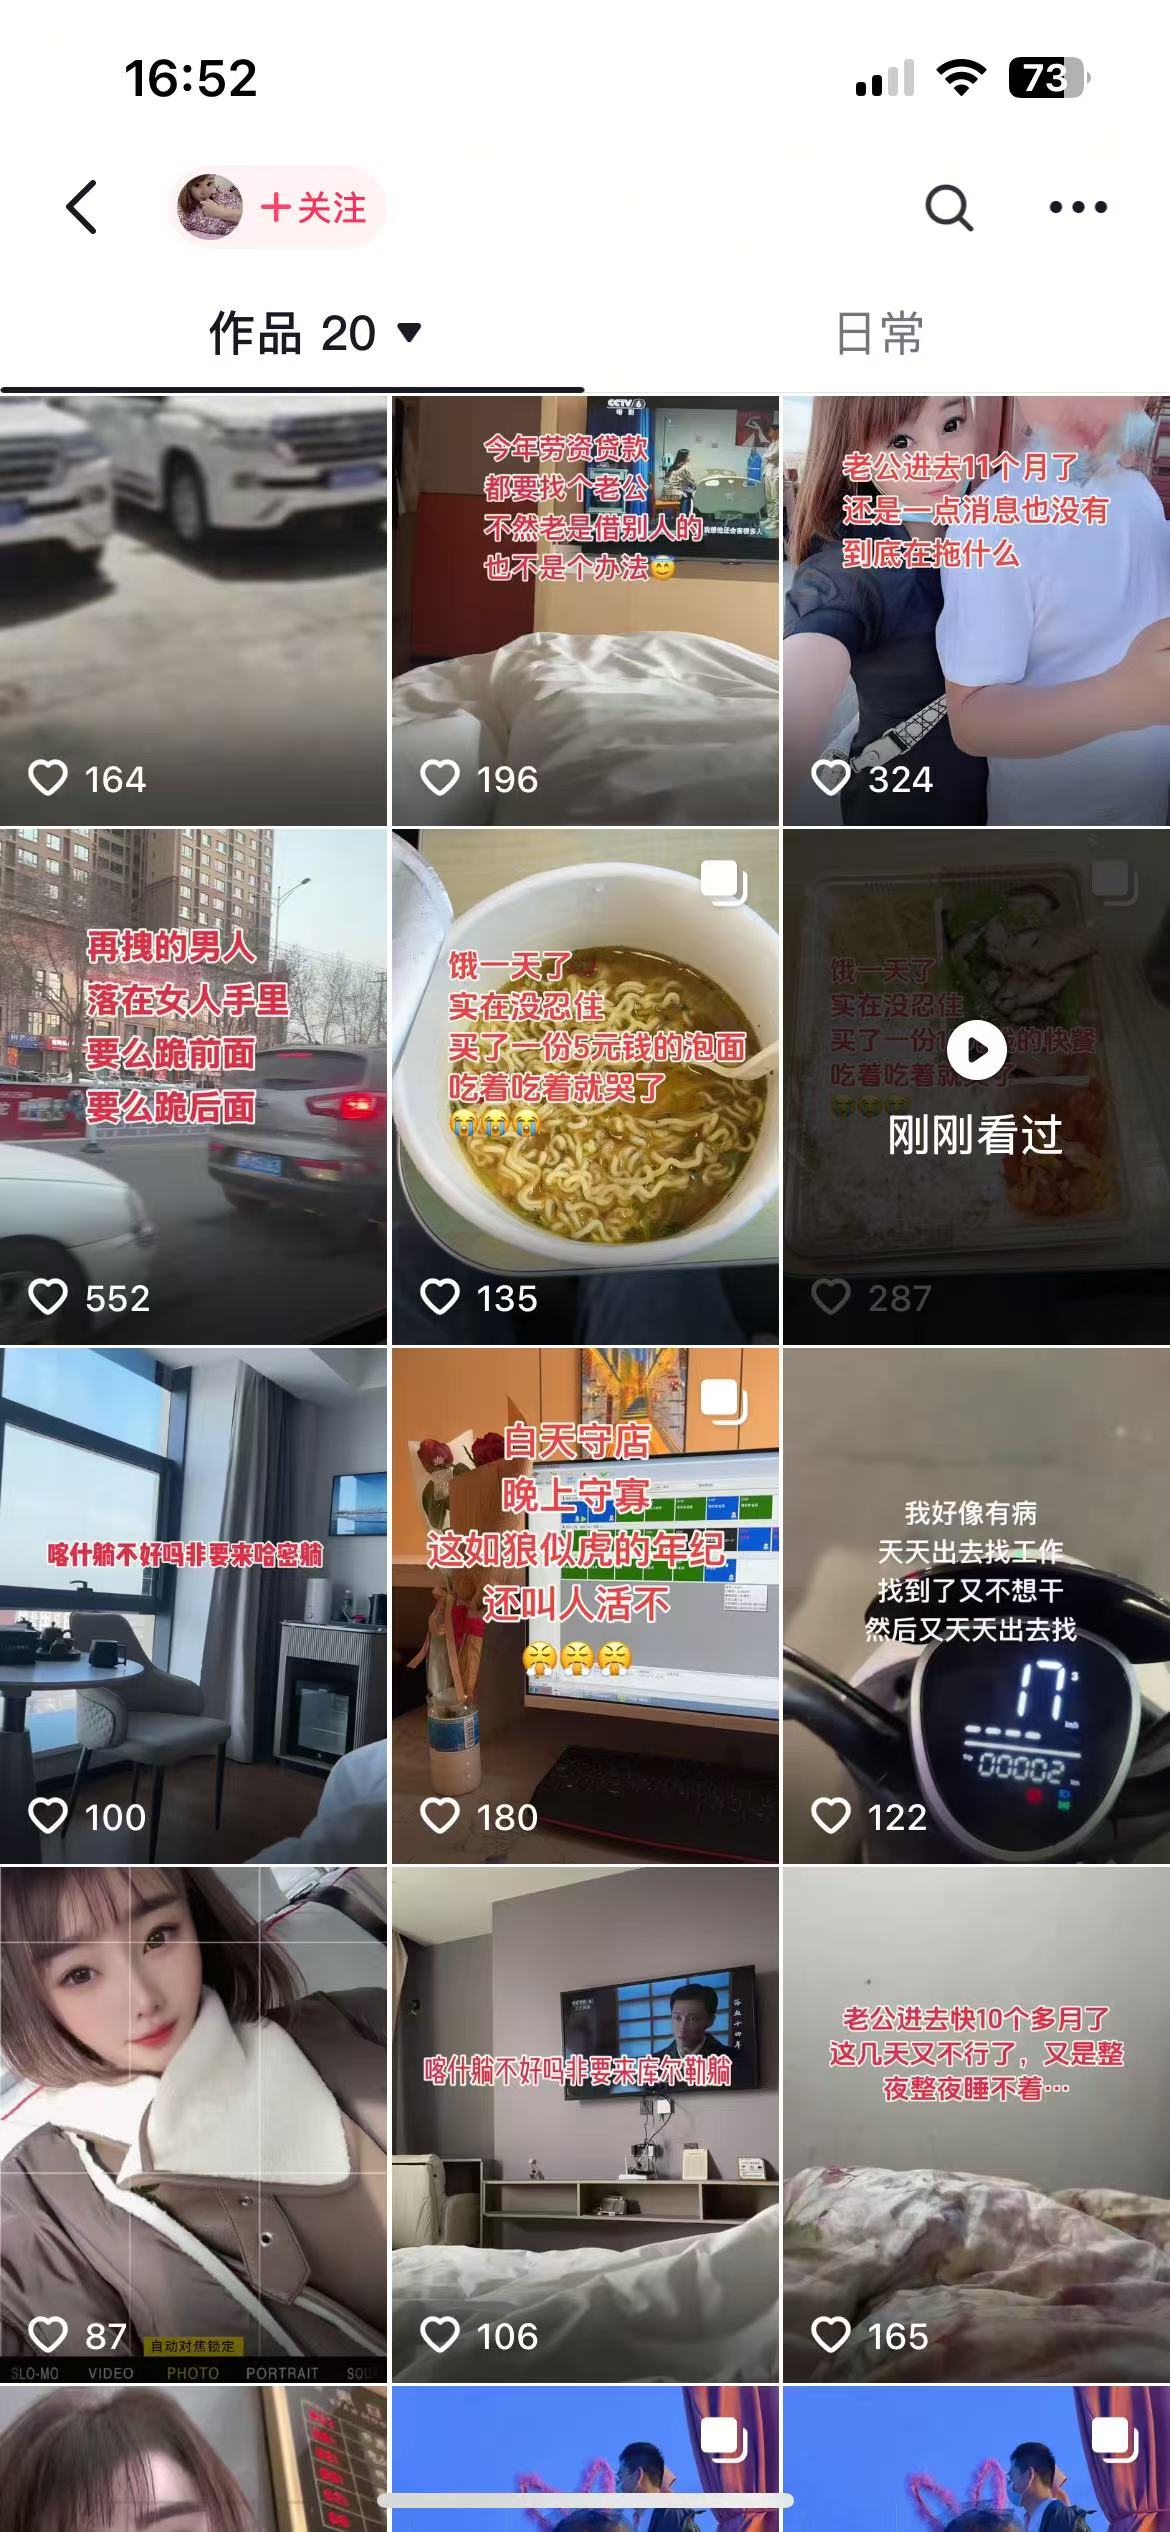 16:52
73
+关注
作品 20
日常
CCTV 6
今年劳资贷款
都要找个老公
不然老是借别人的
也不是个办法😇
164
196
老公进去11个月了
还是一点消息也没有
到底在拖什么
324
再拽的男人
落在女人手里
要么跪前面
要么跪后面
552
饿一天了
实在没忍住
买了一份5元钱的泡面
吃着吃着就哭了
😭😭😭
135
饿一天了
实在没忍住
买了一份1 钱的快餐
吃着吃着就哭了
😭😭😭
刚刚看过
287
喀什躺不好吗非要来哈密躺
100
白天守店
晚上守寡
这如狼似虎的年纪
还叫人活不
😤😤😤
180
我好像有病
天天出去找工作
找到了又不想干
然后又天天出去找
17
00002
122
87
自动对焦锁定
SLO-MO VIDEO PHOTO PORTRAIT SQU
喀什躺不好吗非要来库尔勒躺
106
老公进去快10个多月了
这几天又不行了，又是整
夜整夜睡不着…
165